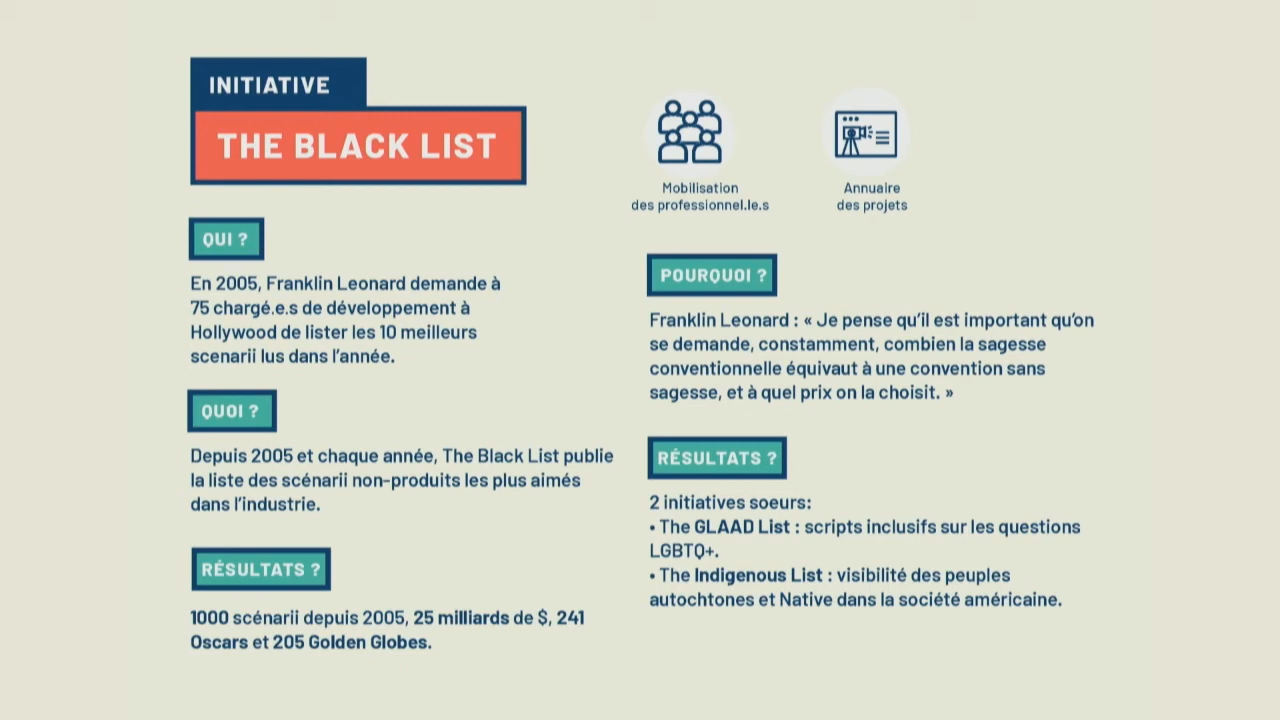 INITIATIVE
THE BLACK LIST
QUI ?
En 2005, Franklin Leonard demande à
75 chargé.e.s de développement à
Hollywood de lister les 10 meilleurs
scenarii lus dans l'année.
QUOI ?
Depuis 2005 et chaque année, The Black List publie
la liste des scénarii non-produits les plus aimés
dans l'industrie.
RÉSULTATS ?
1000 scénarii depuis 2005, 25 milliards de $, 241
Oscars et 205 Golden Globes.
Mobilisation
des professionnel.le.s
Annuaire
des projets
POURQUOI ?
Franklin Leonard : « Je pense qu'il est important qu'on
se demande, constamment, combien la sagesse
conventionnelle équivaut à une convention sans
sagesse, et à quel prix on la choisit. »
RÉSULTATS ?
2 initiatives soeurs:
• The GLAAD List : scripts inclusifs sur les questions
LGBTQ+.
• The Indigenous List : visibilité des peuples
autochtones et Native dans la société américaine.